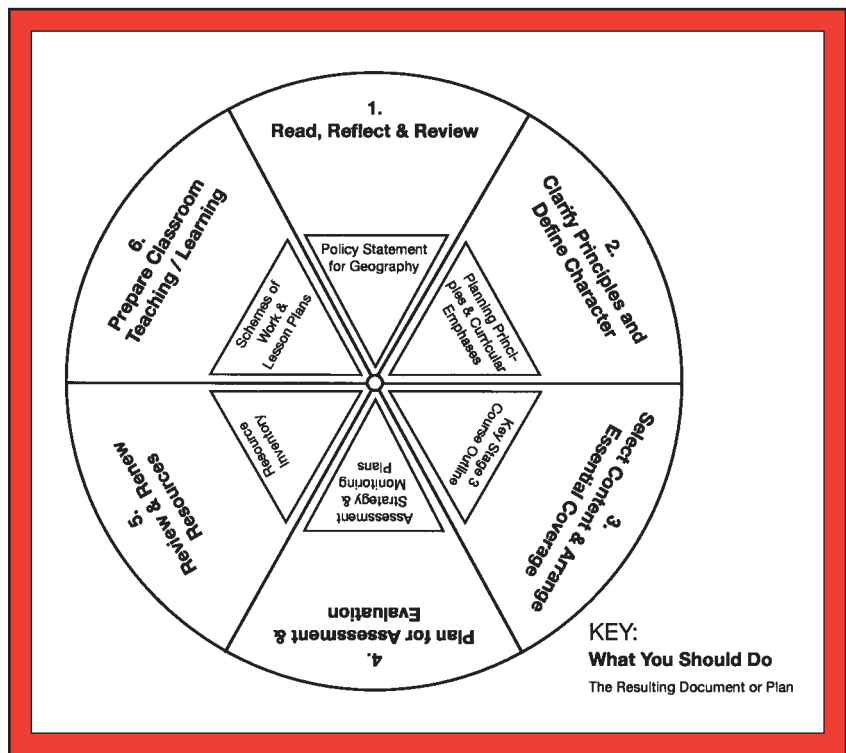 1.
Read, Reflect & Review
Policy Statement
for Geography
2.
Clarify Principles and
Define Character
Planning Princi-
ples & Curricular
Emphases
3.
Select Content & Arrange
Essential Coverage
Key Stage 3
Course Outline
4.
Plan for Assessment &
Evaluation
Assessment
Strategy &
Monitoring
Plans
5.
Review & Renew
Resources
Resource
Inventory
6.
Prepare Classroom
Teaching / Learning
Schemes of
Work &
Lesson Plans
KEY:
What You Should Do
The Resulting Document or Plan